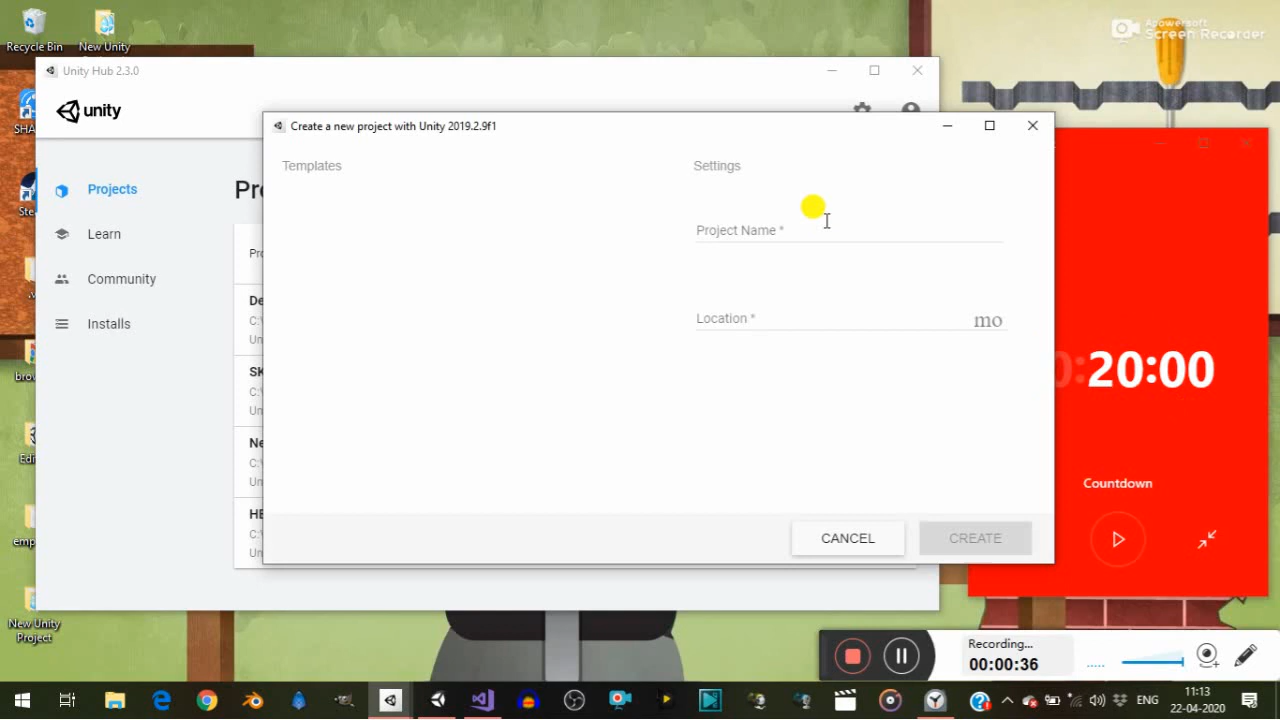 Recycle Bin
New Unity
Apowersoft
Screen Recorder
Unity Hub 2.3.0
unity
Create a new project with Unity 2019.2.9f1
Templates
Settings
Projects
Learn
Community
Installs
Project Name *
Location *
mo
CANCEL
CREATE
20:00
Countdown
New Unity
Project
Recording...
00:00:36
ENG
11:13
22-04-2020